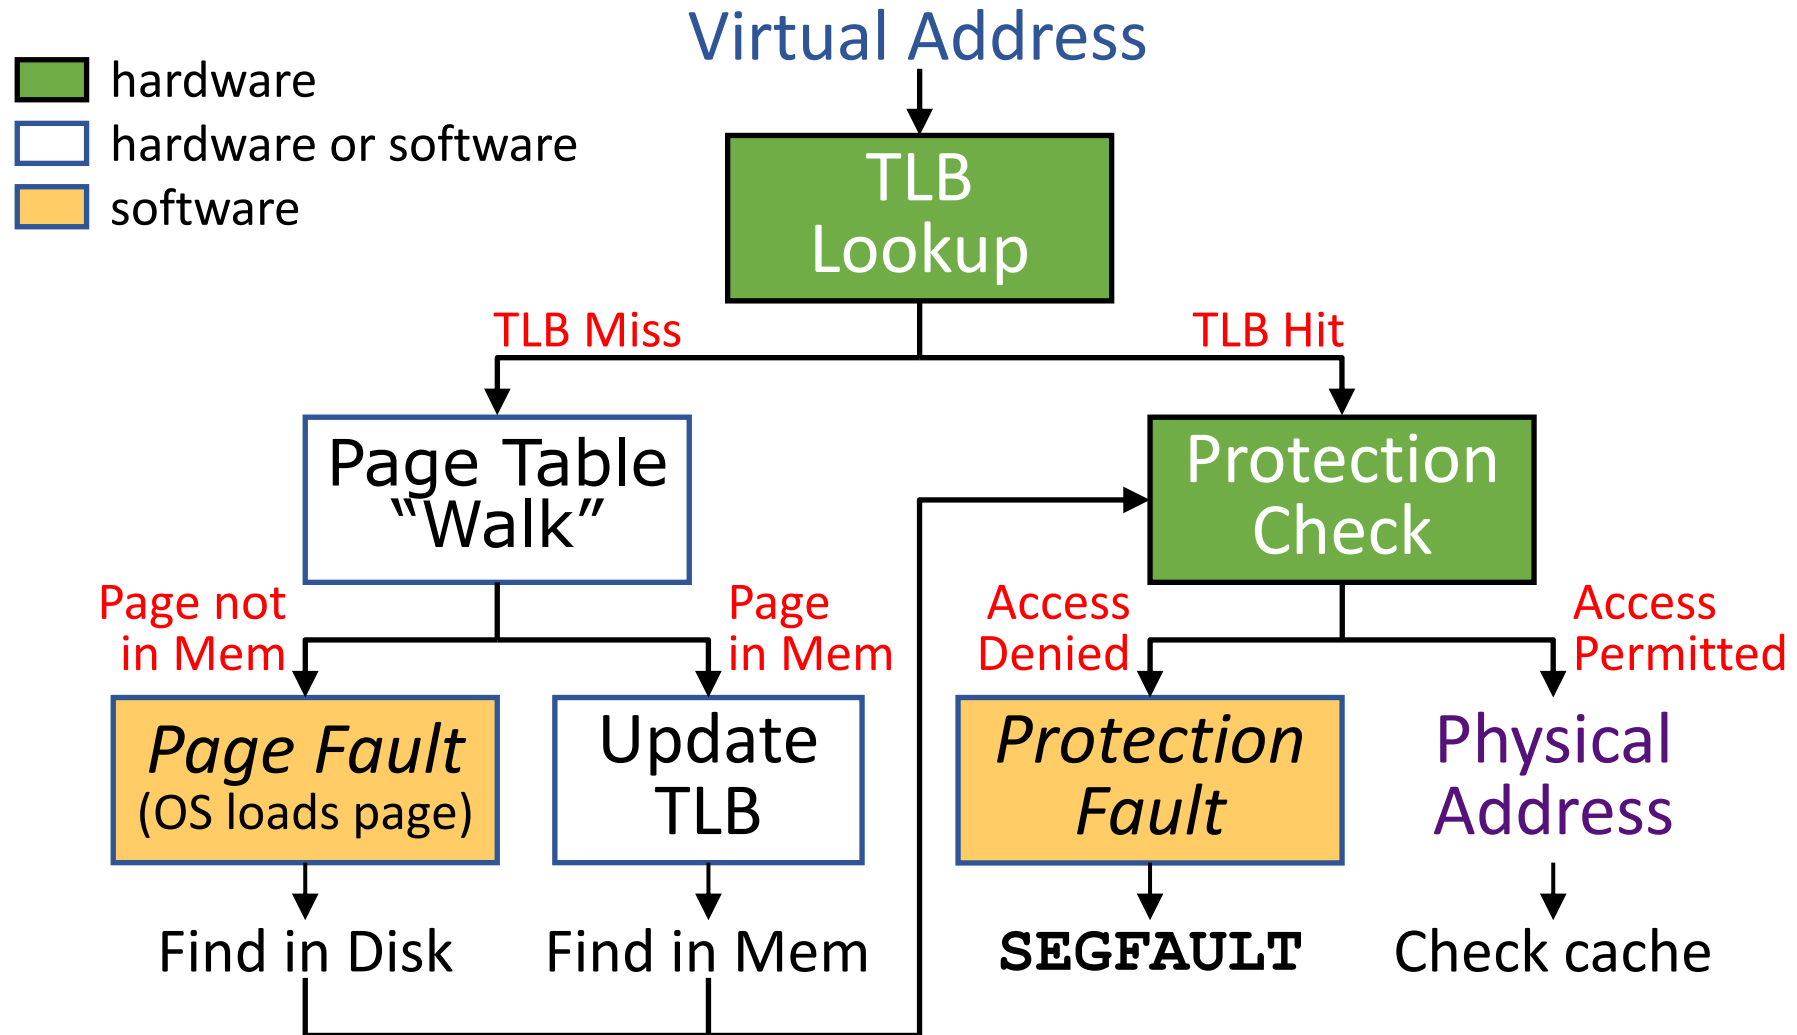 Virtual Address
hardware
hardware or software
software
TLB
Lookup
TLB Miss
TLB Hit
Page Table
“Walk”
Protection
Check
Page not
in Mem
Page
in Mem
Access
Denied
Access
Permitted
Page Fault
(OS loads page)
Update
TLB
Protection
Fault
Physical
Address
Find in Disk
Find in Mem
SEGFAULT
Check cache